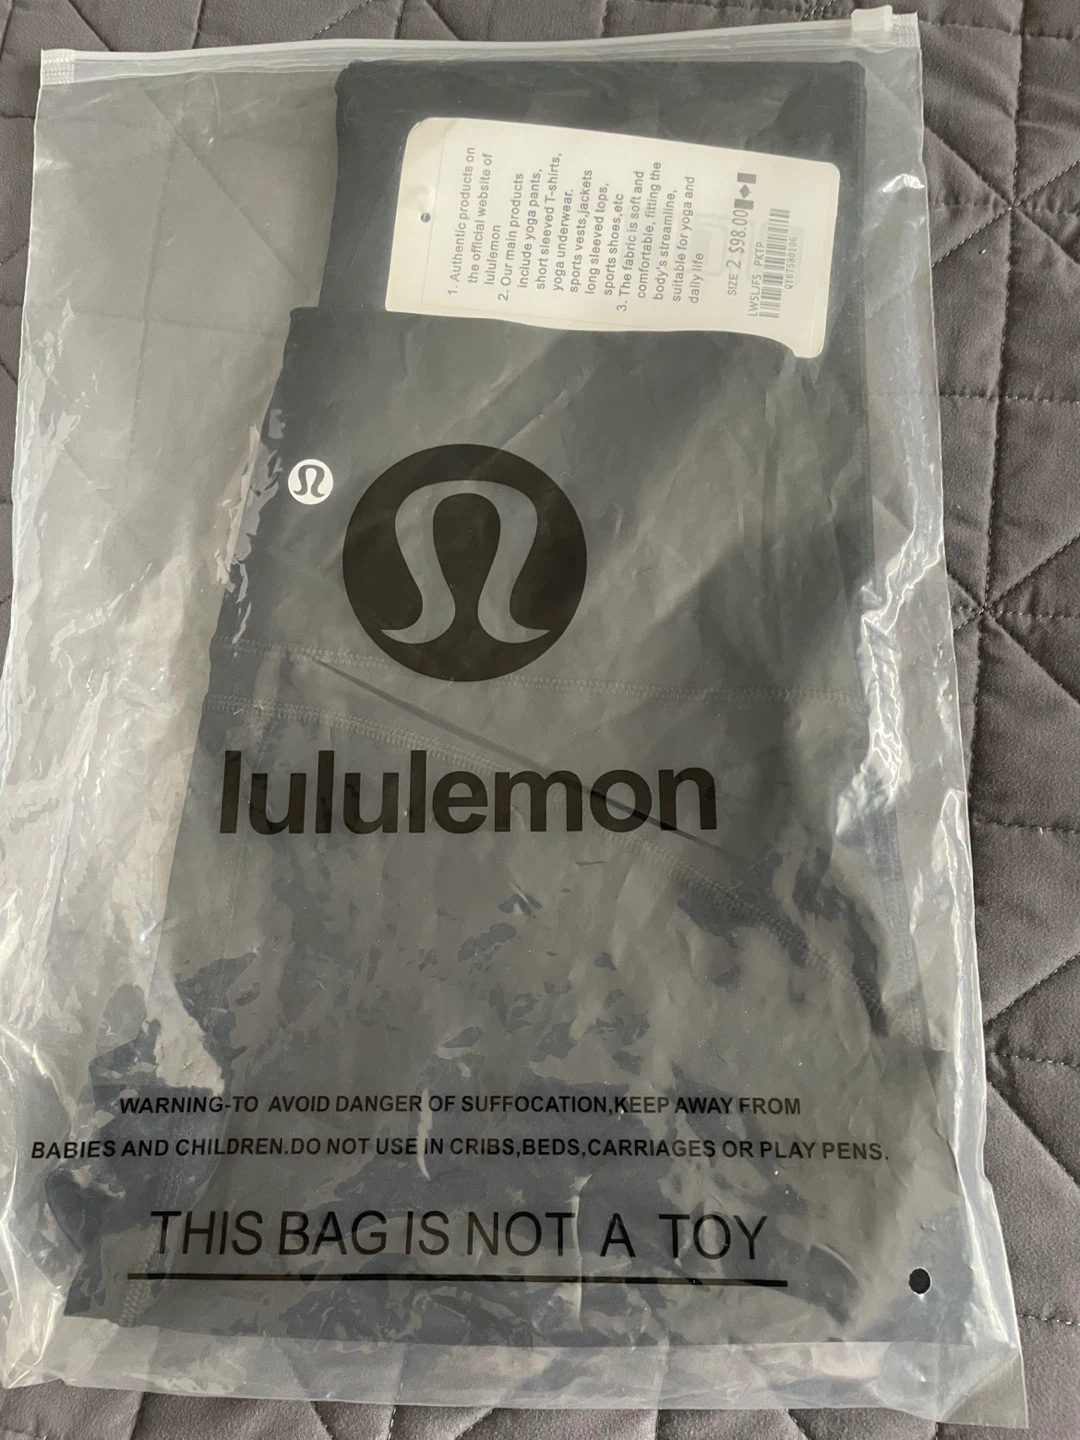 1. Authentic products on
the official website of
lululemon
2. Our main products
include yoga pants,
short sleeved T-shirts,
yoga underwear.
sports vests,jackets
long sleeved tops,
sports shoes,etc
3. The fabric is soft and
comfortable, fitting the
body's streamline,
suitable for yoga and
daily life
SIZE 2 $98.00
LW5LJFS PKTP
lululemon
WARNING-TO AVOID DANGER OF SUFFOCATION,KEEP AWAY FROM
BABIES AND CHILDREN.DO NOT USE IN CRIBS,BEDS,CARRIAGES OR PLAY PENS.
THIS BAG IS NOT A TOY